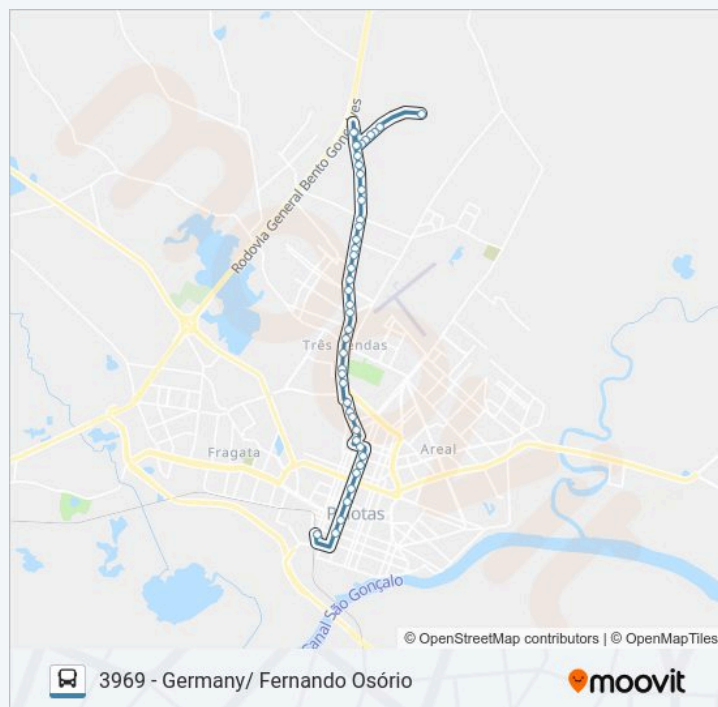 Rodovia General Bento Gonçalves
Três Vendas
Fragata
Areal
Pelotas
Canal São Gonçalo
© OpenStreetMap contributors | © OpenMapTiles
3969 - Germany/ Fernando Osório
moovit